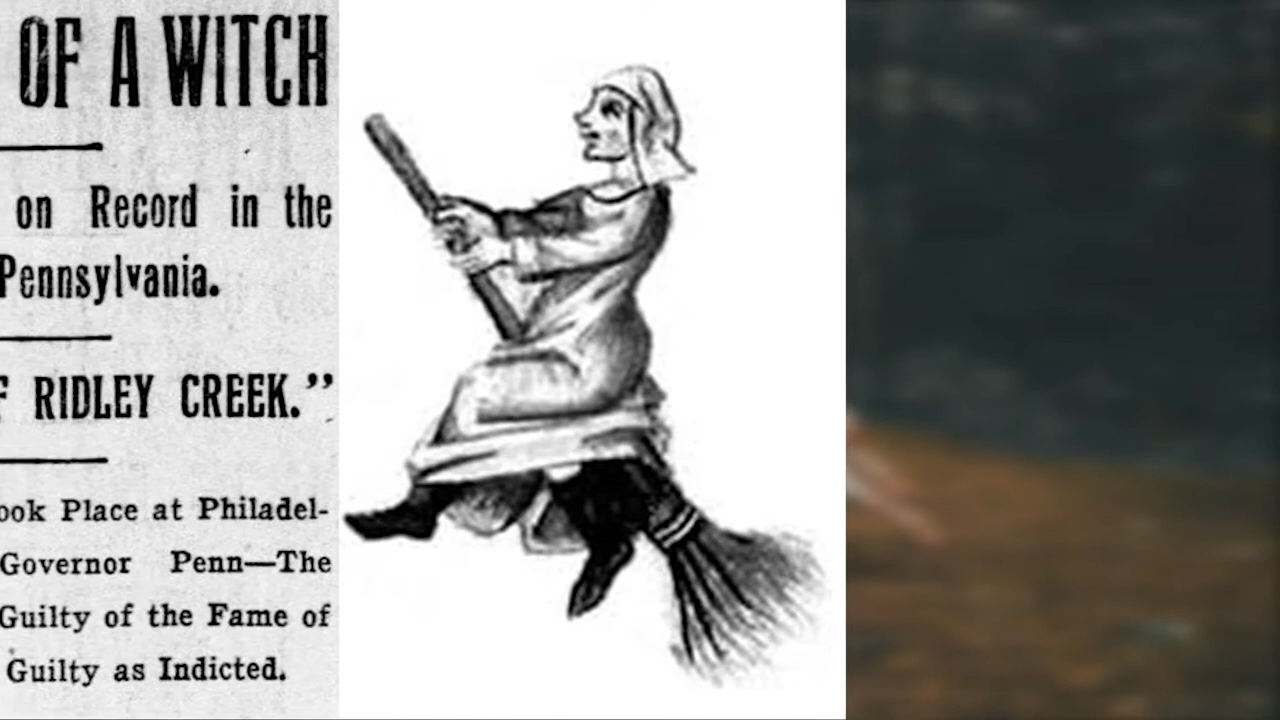 OF A WITCH
on Record in the
Pennsylvania.
RIDLEY CREEK.”
Place at Philadel-
Governor Penn—The
Guilty of the Fame of
Guilty as Indicted.